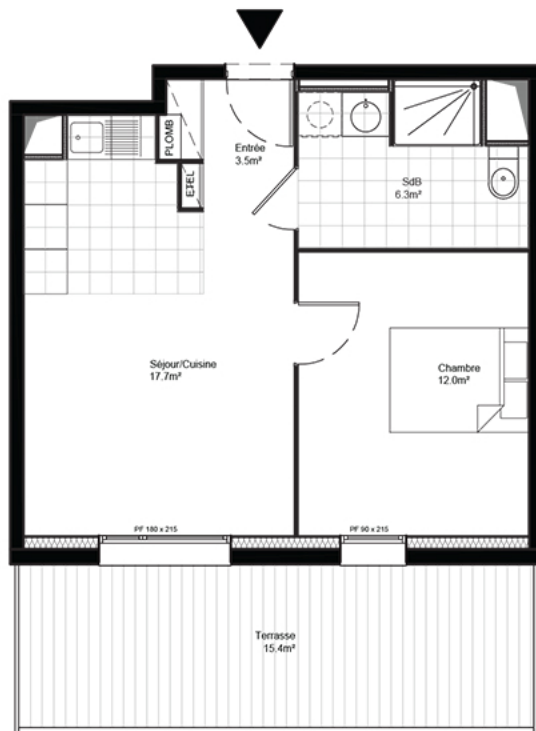 PLOMB
Entrée
3.5m²
ETEL
SdB
6.3m²
Séjour/Cuisine
17.7m²
Chambre
12.0m²
PF 180 x 215
PF 90 x 215
Terrasse
15.4m²